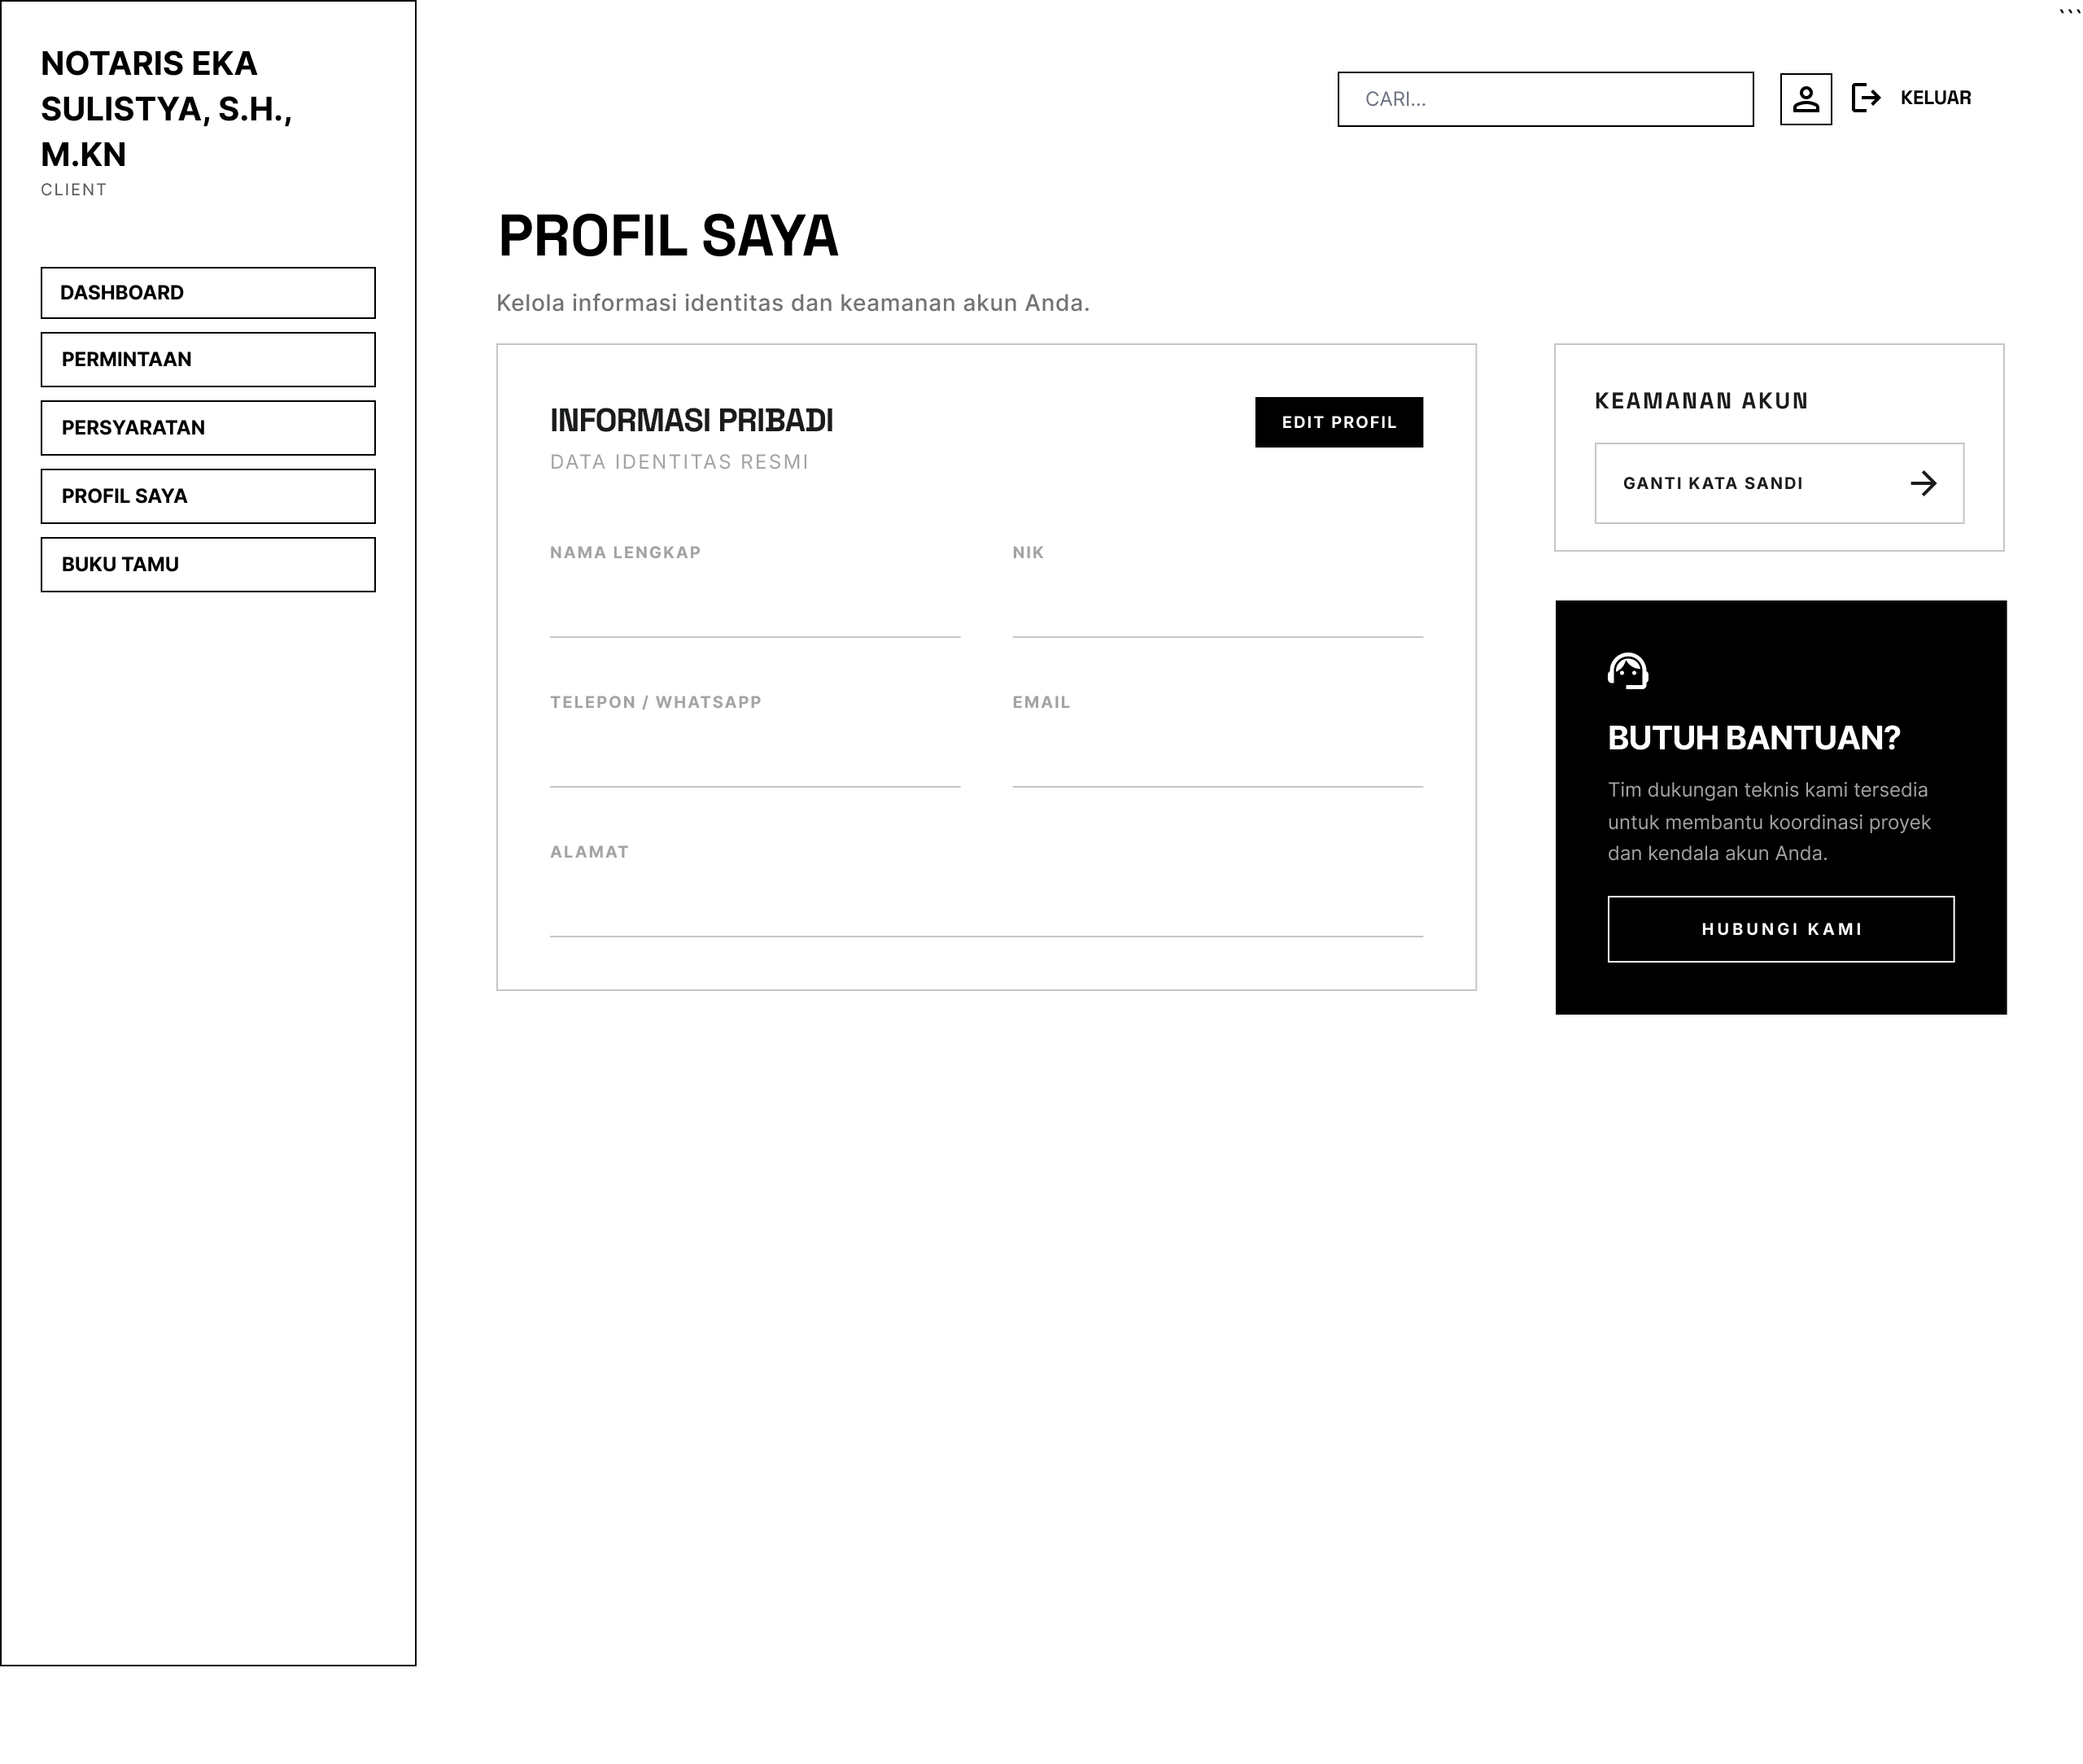 NOTARIS EKA
SULISTYA, S.H.,
M.KN
CLIENT
DASHBOARD
PERMINTAAN
PERSYARATAN
PROFIL SAYA
BUKU TAMU
```
CARI...
KELUAR
PROFIL SAYA
Kelola informasi identitas dan keamanan akun Anda.
INFORMASI PRIBADI
EDIT PROFIL
DATA IDENTITAS RESMI
NAMA LENGKAP
NIK
TELEPON / WHATSAPP
EMAIL
ALAMAT
KEAMANAN AKUN
GANTI KATA SANDI
BUTUH BANTUAN?
Tim dukungan teknis kami tersedia
untuk membantu koordinasi proyek
dan kendala akun Anda.
HUBUNGI KAMI